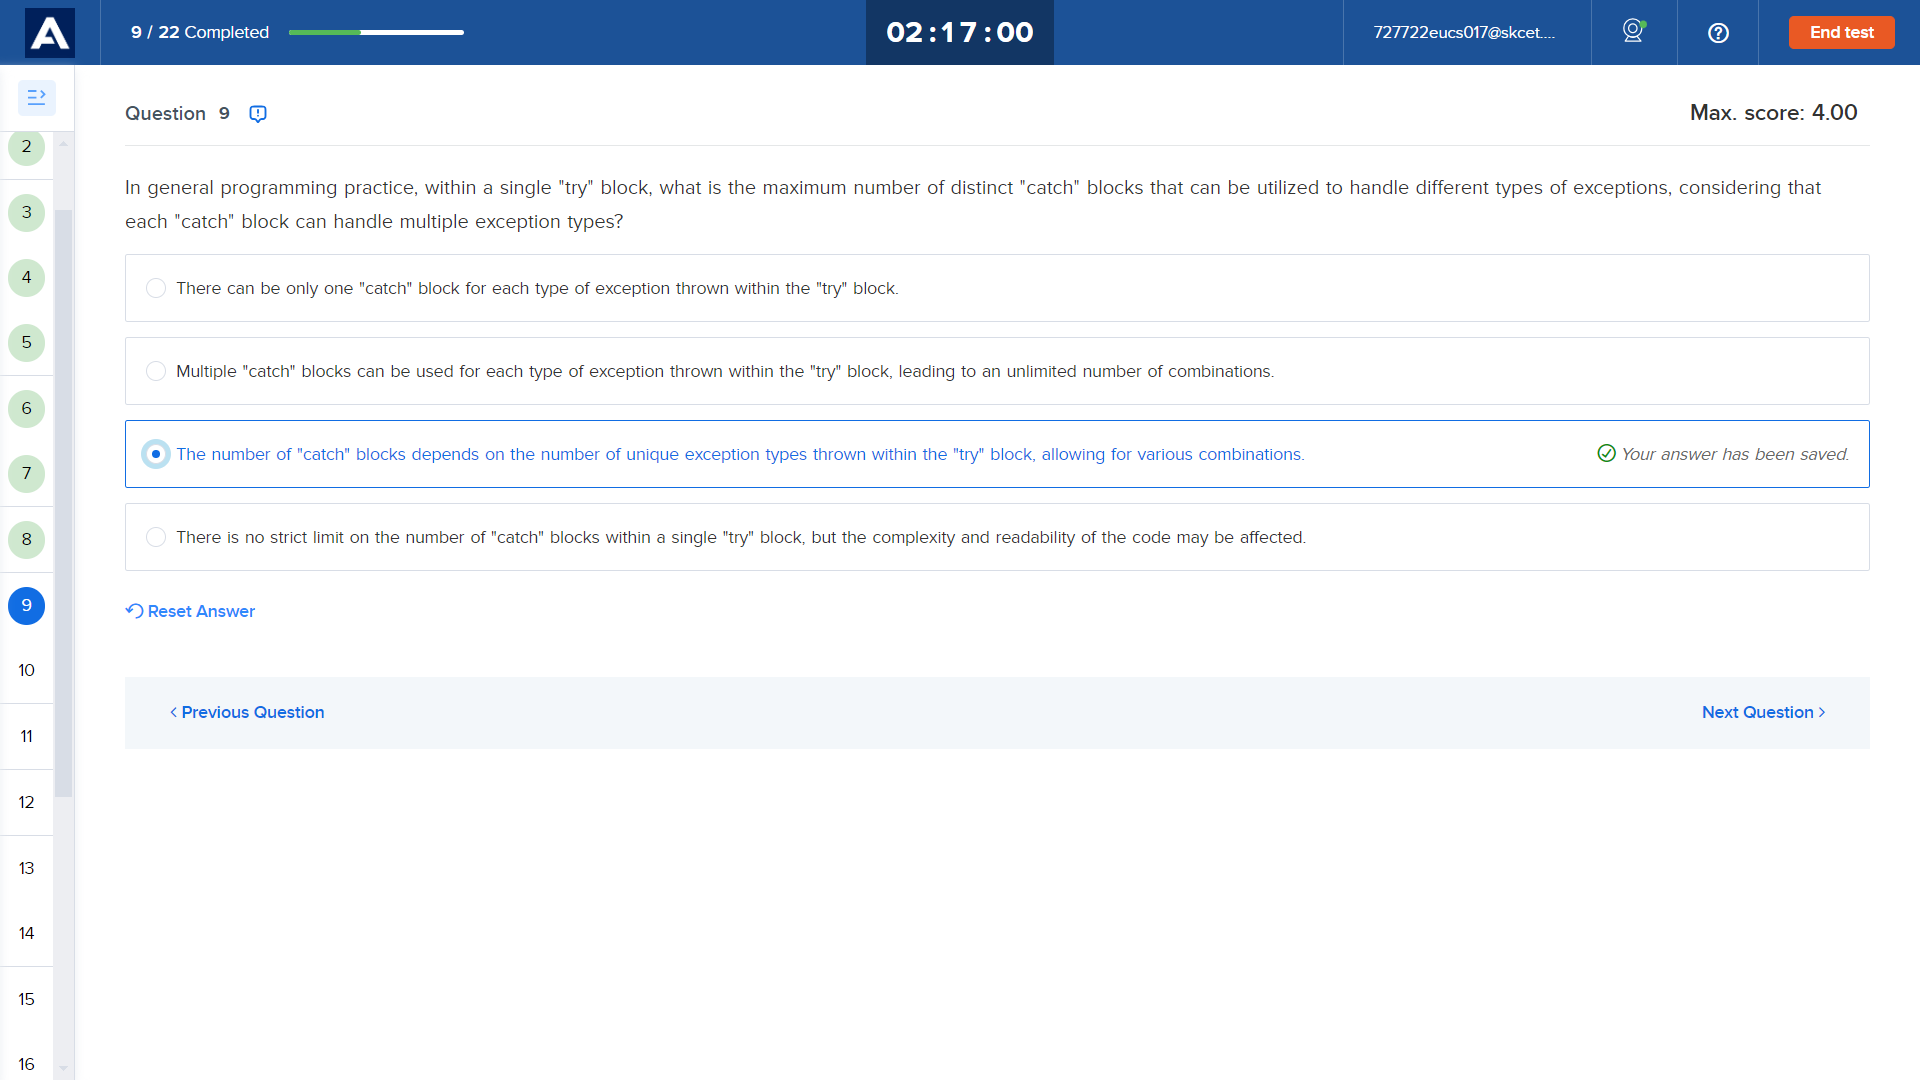 9 / 22 Completed
02:17:00
727722eucs017@skcet....
End test
Question 9
Max. score: 4.00
In general programming practice, within a single "try" block, what is the maximum number of distinct "catch" blocks that can be utilized to handle different types of exceptions, considering that
each "catch" block can handle multiple exception types?
There can be only one "catch" block for each type of exception thrown within the "try" block.
Multiple "catch" blocks can be used for each type of exception thrown within the "try" block, leading to an unlimited number of combinations.
The number of "catch" blocks depends on the number of unique exception types thrown within the "try" block, allowing for various combinations.
Your answer has been saved.
There is no strict limit on the number of "catch" blocks within a single "try" block, but the complexity and readability of the code may be affected.
Reset Answer
Previous Question
Next Question
2
3
4
5
6
7
8
9
10
11
12
13
14
15
16